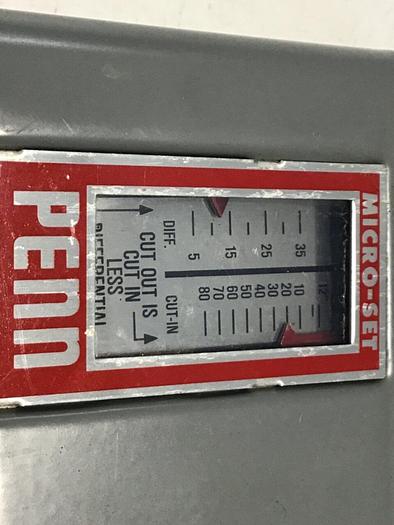 MICRO-SET
35
25
15
5
DIFF.
10
20
30
40
50
60
70
80
CUT-IN
CUT OUT IS
CUT IN
LESS
DIFFERENTIAL
PENN